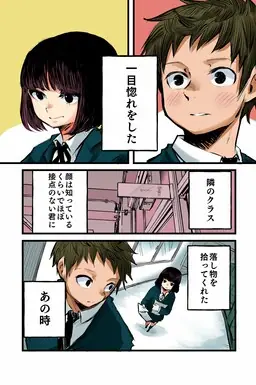 一目惚れをした
隣のクラス
顔は知っている
くらいでほぼ
接点のない君に
落し物を
拾ってくれた
あの時